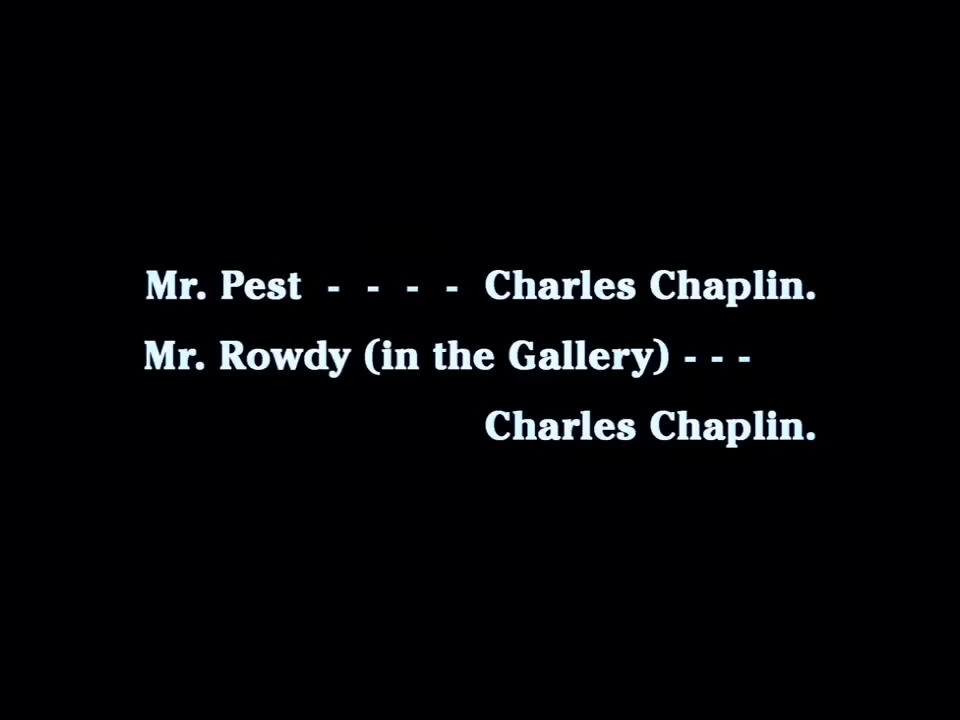 Mr. Pest - - - - Charles Chaplin.
Mr. Rowdy (in the Gallery) - - -
Charles Chaplin.